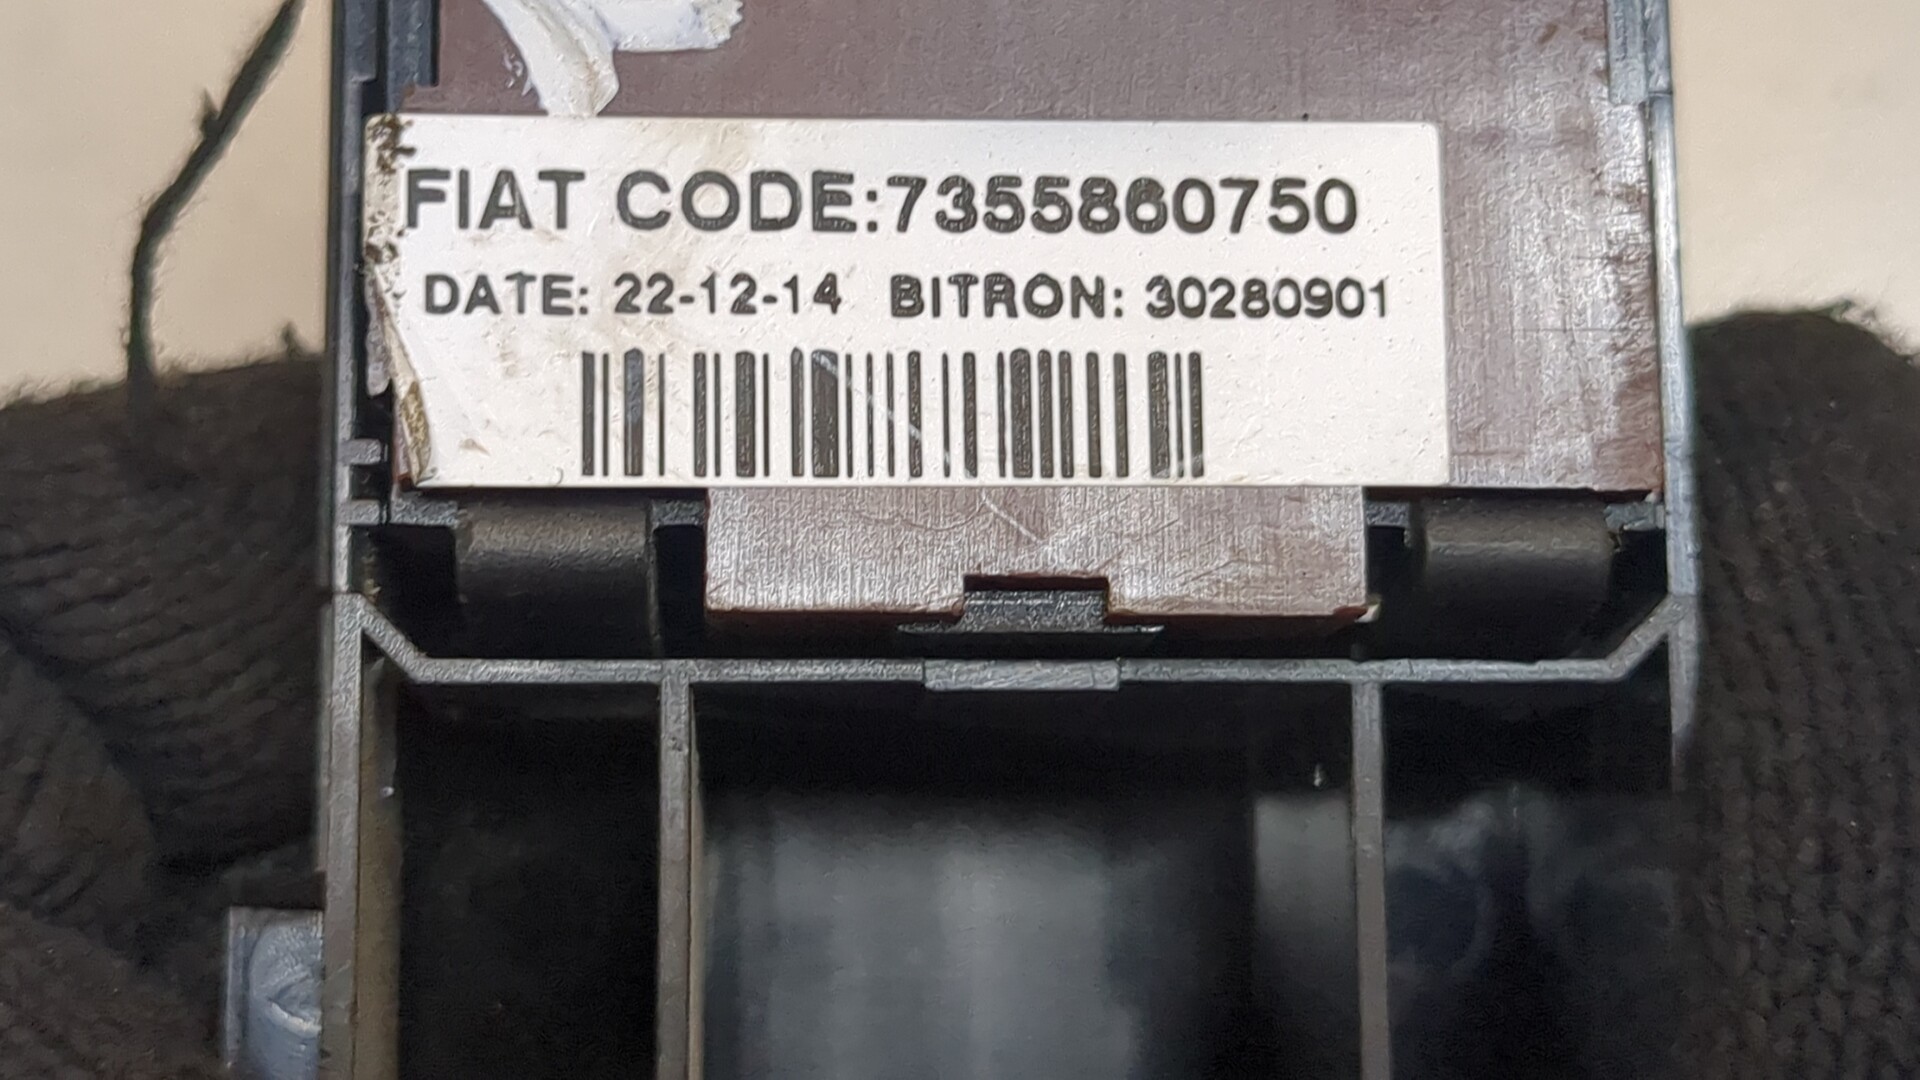 FIAT CODE:7355860750
DATE: 22-12-14 BITRON: 30280901